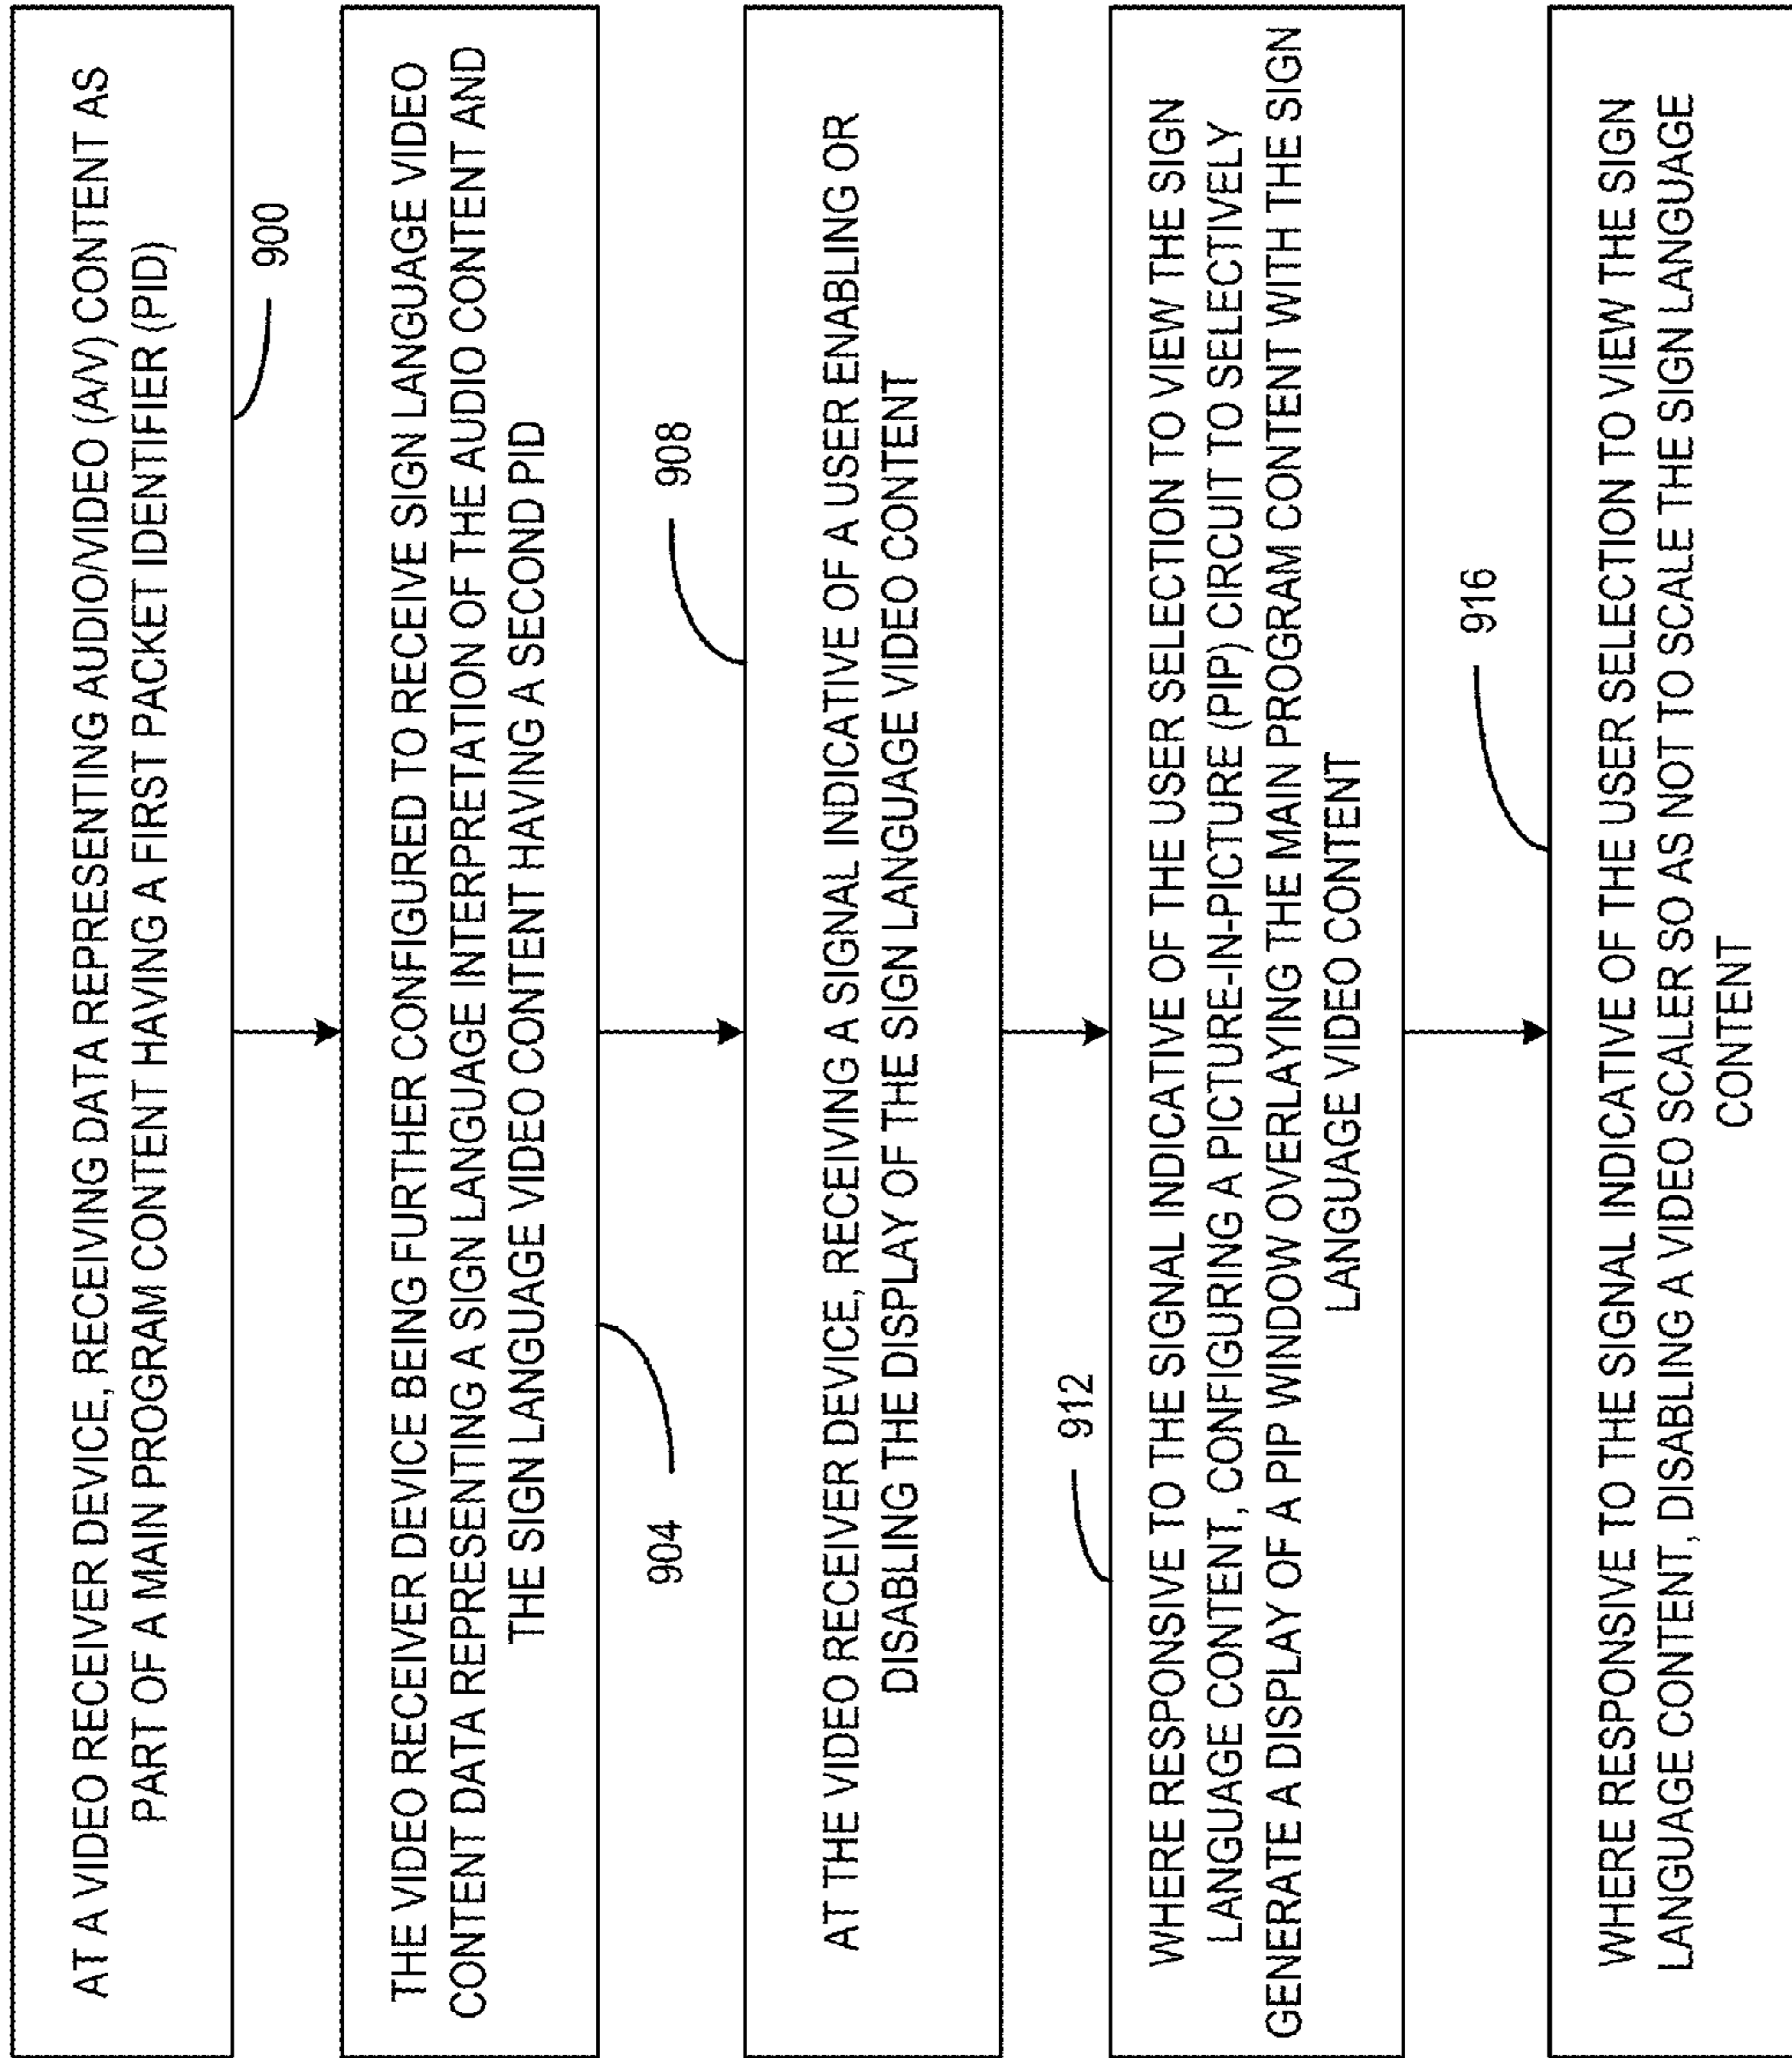 AT A VIDEO RECEIVER DEVICE, RECEIVING DATA REPRESENTING AUDIO/VIDEO (A/V) CONTENT AS
PART OF A MAIN PROGRAM CONTENT HAVING A FIRST PACKET IDENTIFIER (PID)
900
THE VIDEO RECEIVER DEVICE BEING FURTHER CONFIGURED TO RECEIVE SIGN LANGUAGE VIDEO
CONTENT DATA REPRESENTING A SIGN LANGUAGE INTERPRETATION OF THE AUDIO CONTENT AND
THE SIGN LANGUAGE VIDEO CONTENT HAVING A SECOND PID
904
908
AT THE VIDEO RECEIVER DEVICE, RECEIVING A SIGNAL INDICATIVE OF A USER ENABLING OR
DISABLING THE DISPLAY OF THE SIGN LANGUAGE VIDEO CONTENT
912
WHERE RESPONSIVE TO THE SIGNAL INDICATIVE OF THE USER SELECTION TO VIEW THE SIGN
LANGUAGE CONTENT, CONFIGURING A PICTURE-IN-PICTURE (PIP) CIRCUIT TO SELECTIVELY
GENERATE A DISPLAY OF A PIP WINDOW OVERLAYING THE MAIN PROGRAM CONTENT WITH THE SIGN
LANGUAGE VIDEO CONTENT
916
WHERE RESPONSIVE TO THE SIGNAL INDICATIVE OF THE USER SELECTION TO VIEW THE SIGN
LANGUAGE CONTENT, DISABLING A VIDEO SCALER SO AS NOT TO SCALE THE SIGN LANGUAGE
CONTENT